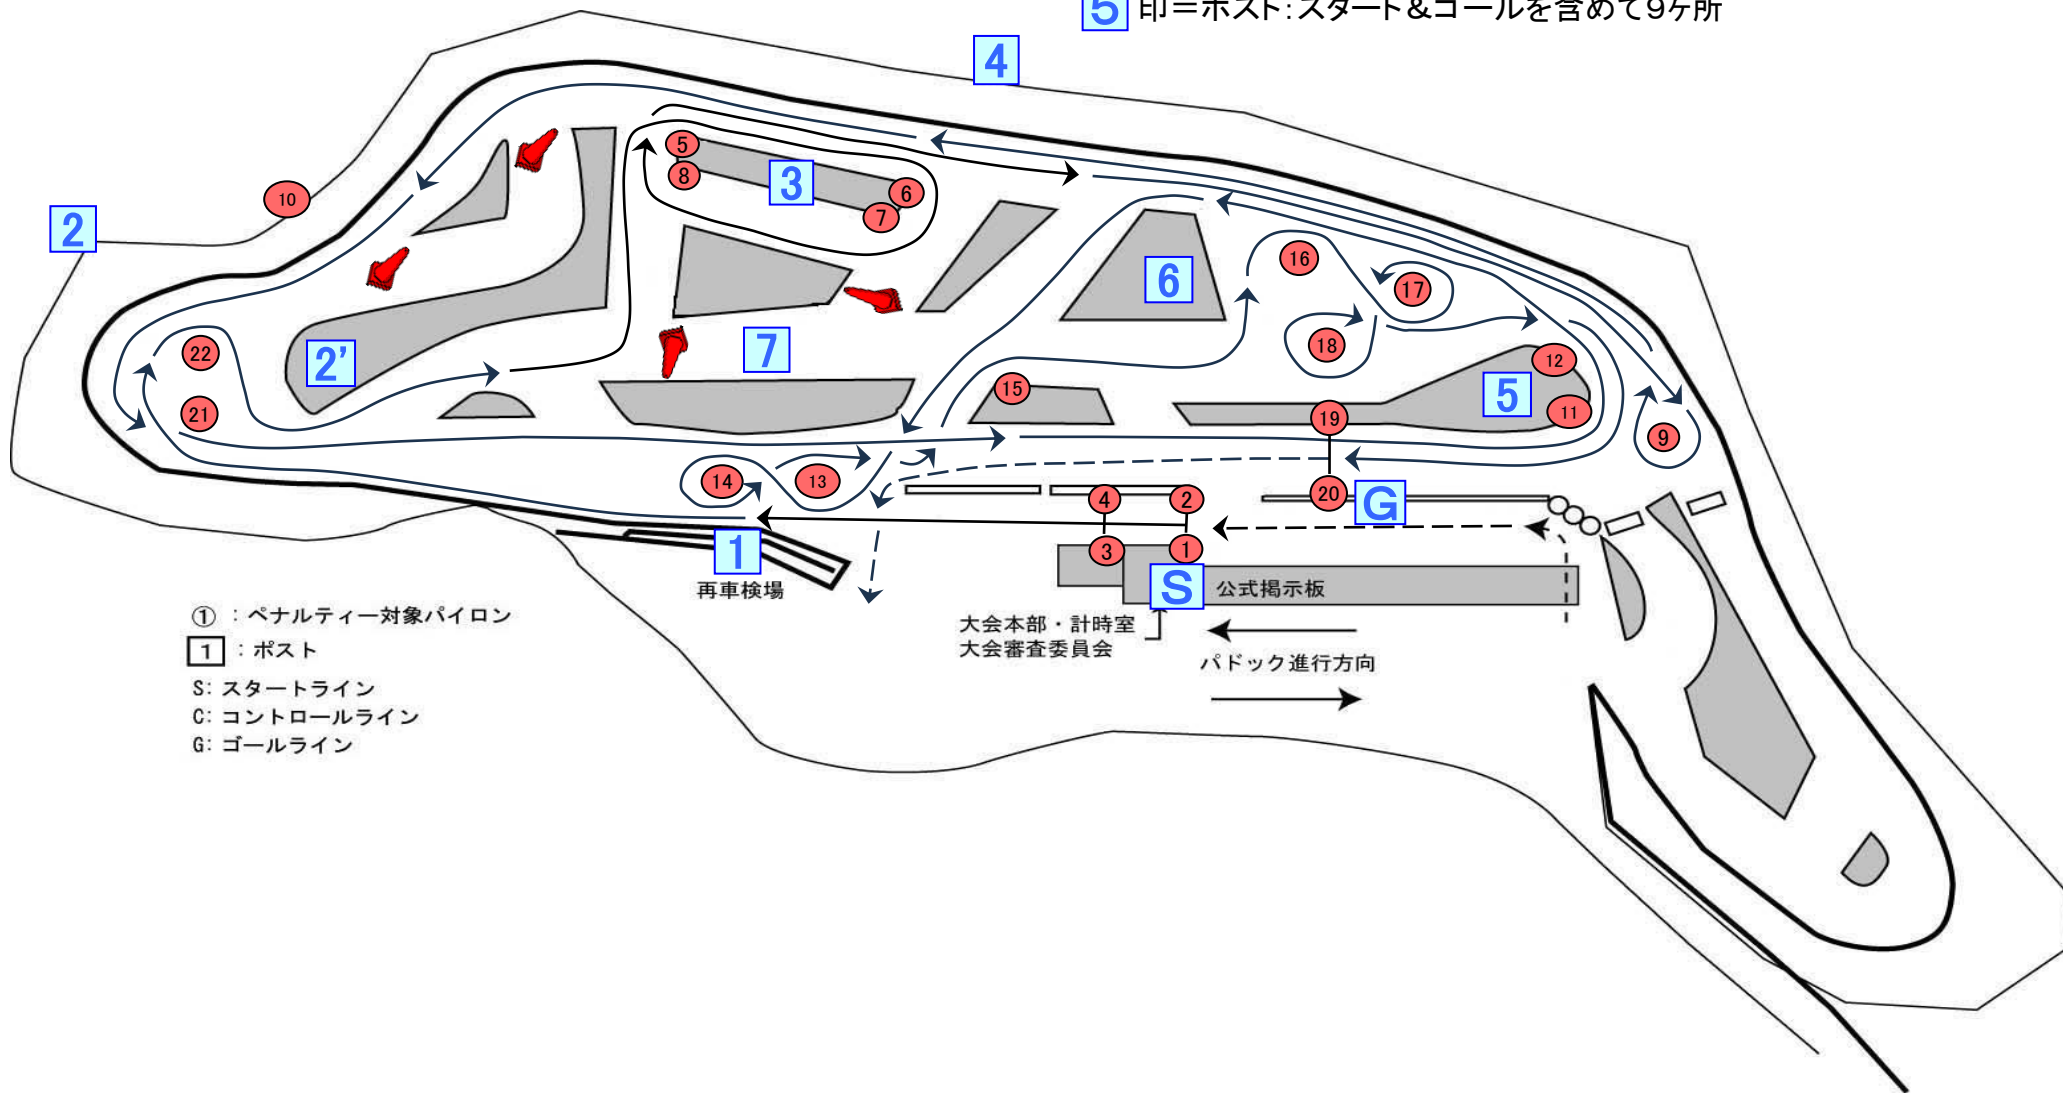 5 印＝ポスト：スタート＆ゴールを含めて9ヶ所
4
5
3
8
6
7
10
2
16
6
17
22
2'
7
18
12
15
5
21
19
11
9
14
13
4
2
20
G
1
3
1
再車検場
S
公式掲示板
① ：ペナルティー対象パイロン
1 ：ポスト
S：スタートライン
C：コントロールライン
G：ゴールライン
大会本部・計時室
大会審査委員会
パドック進行方向